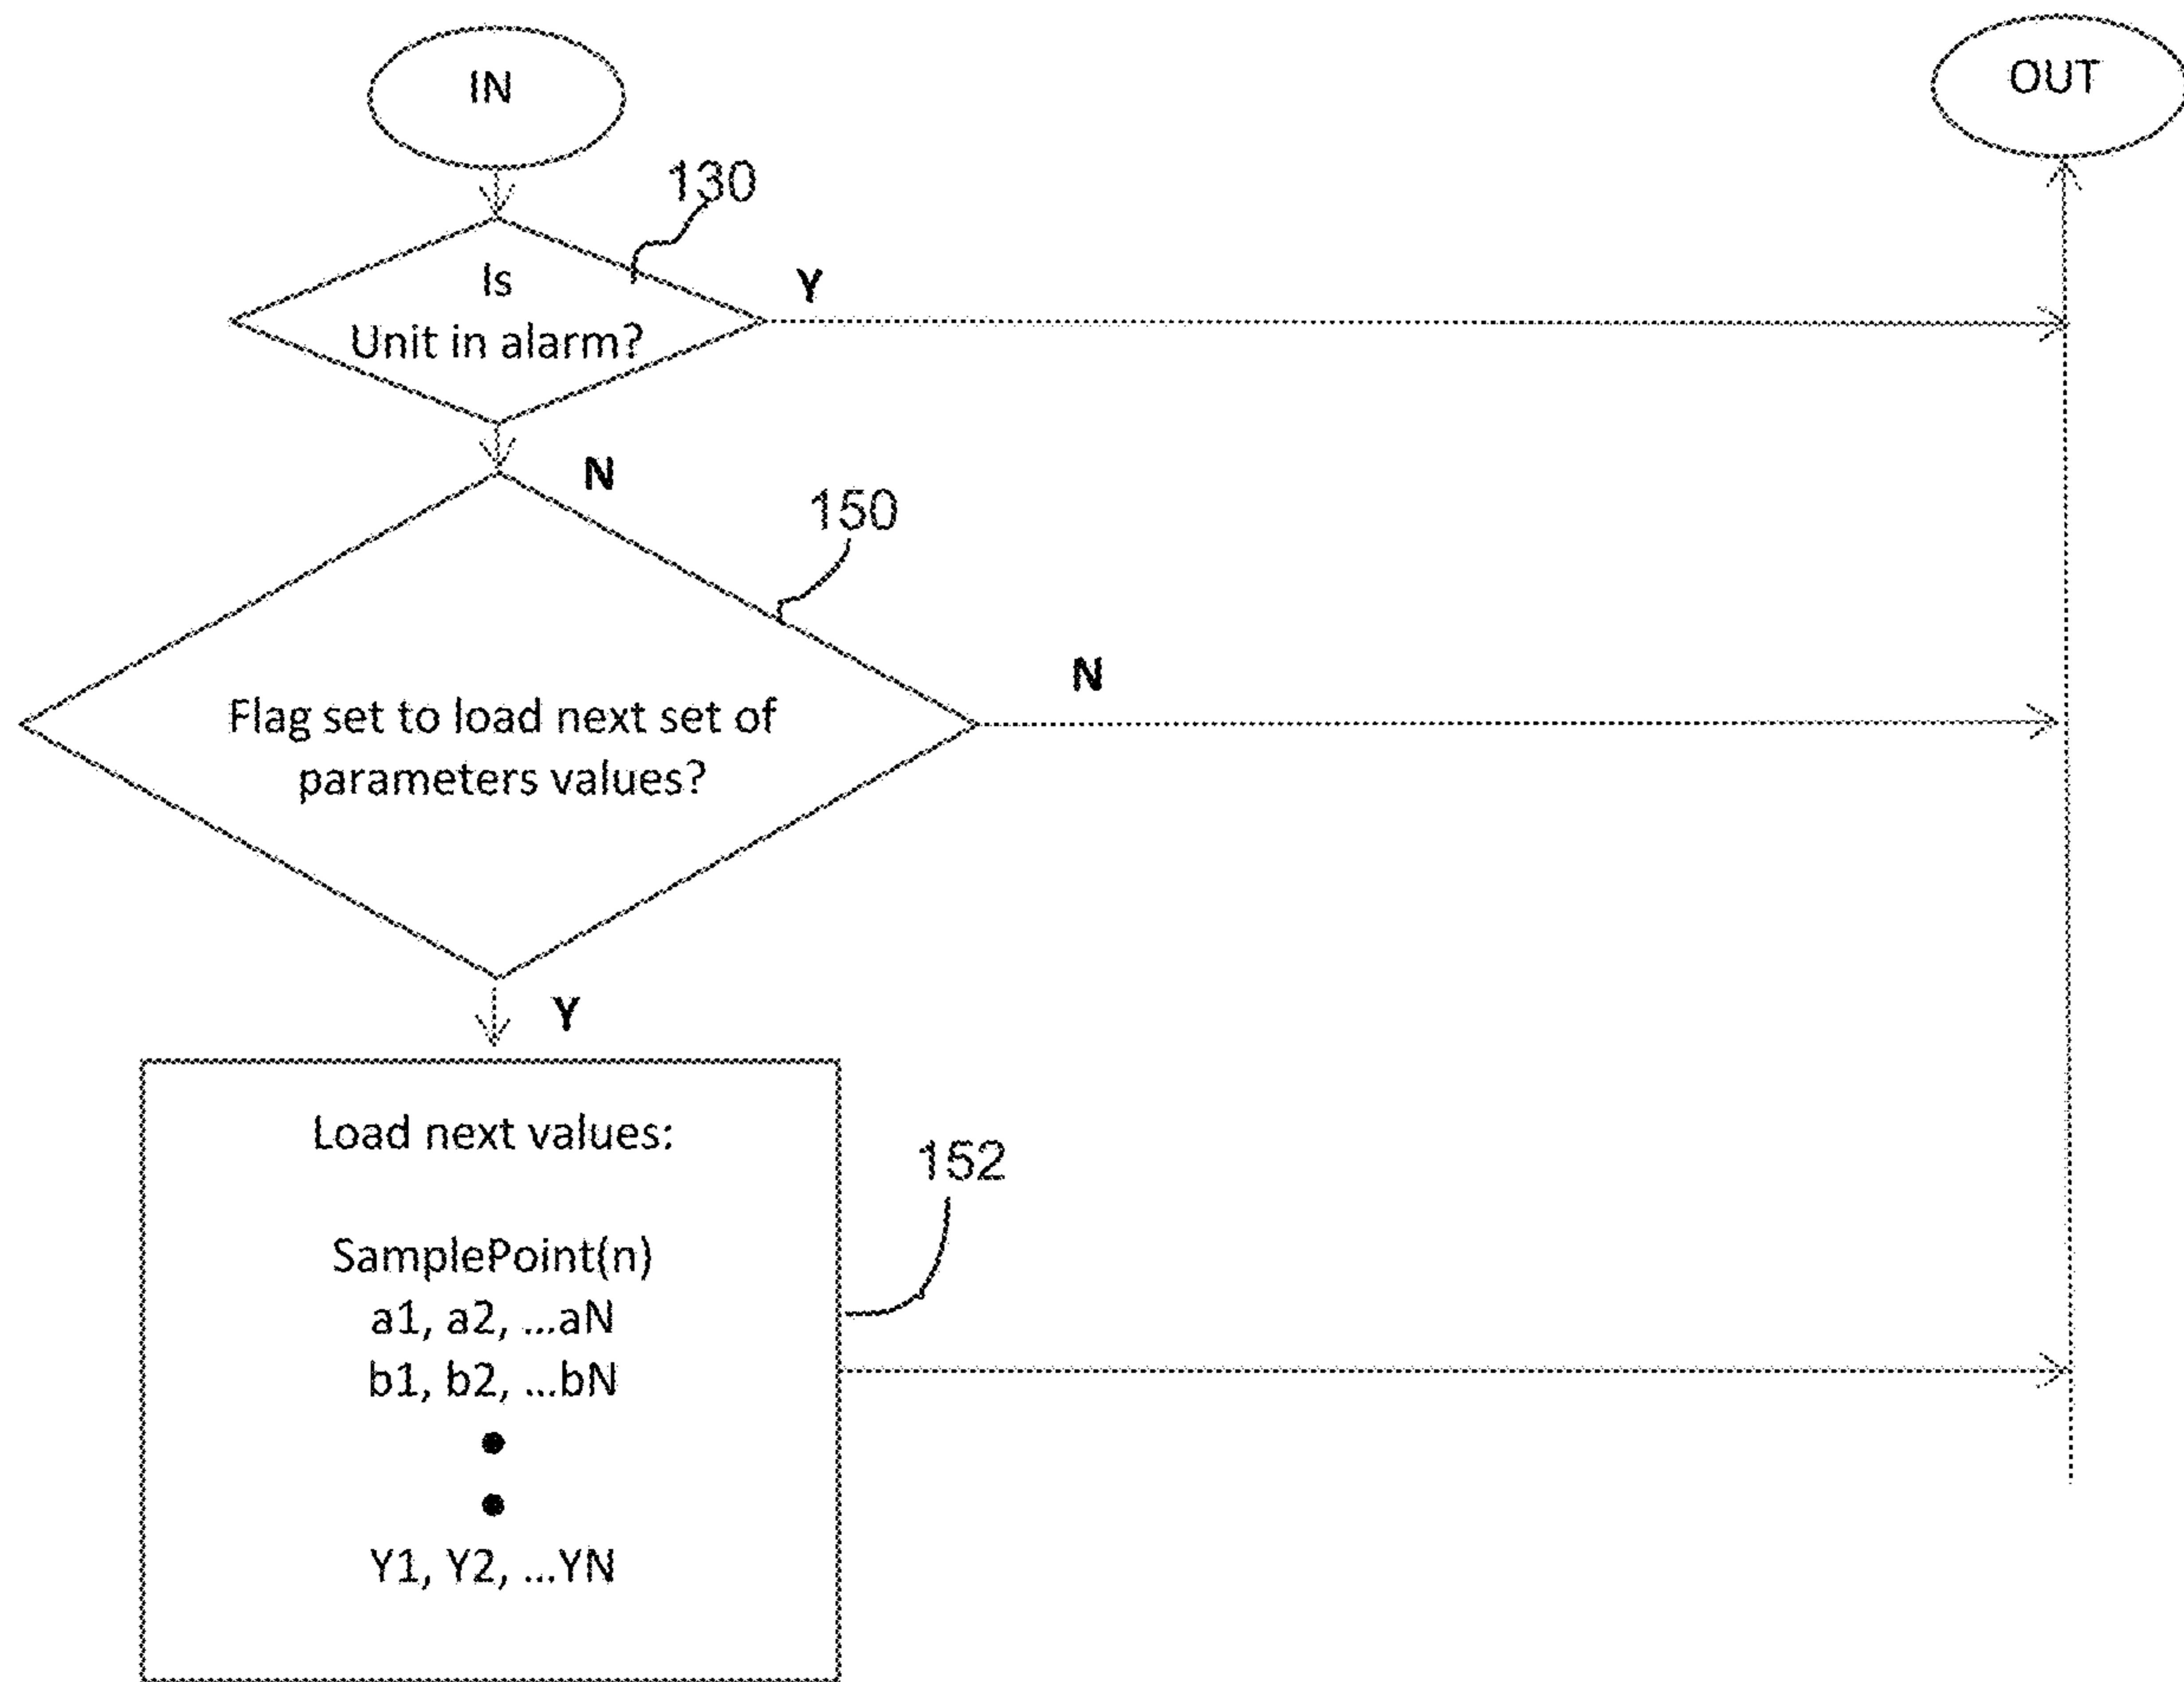 IN
OUT
130
Is
Unit in alarm?
Y
N
150
Flag set to load next set of
parameters values?
N
Y
Load next values:
152
SamplePoint(n)
a1, a2, ...aN
b1, b2, ...bN
Y1, Y2, ...YN